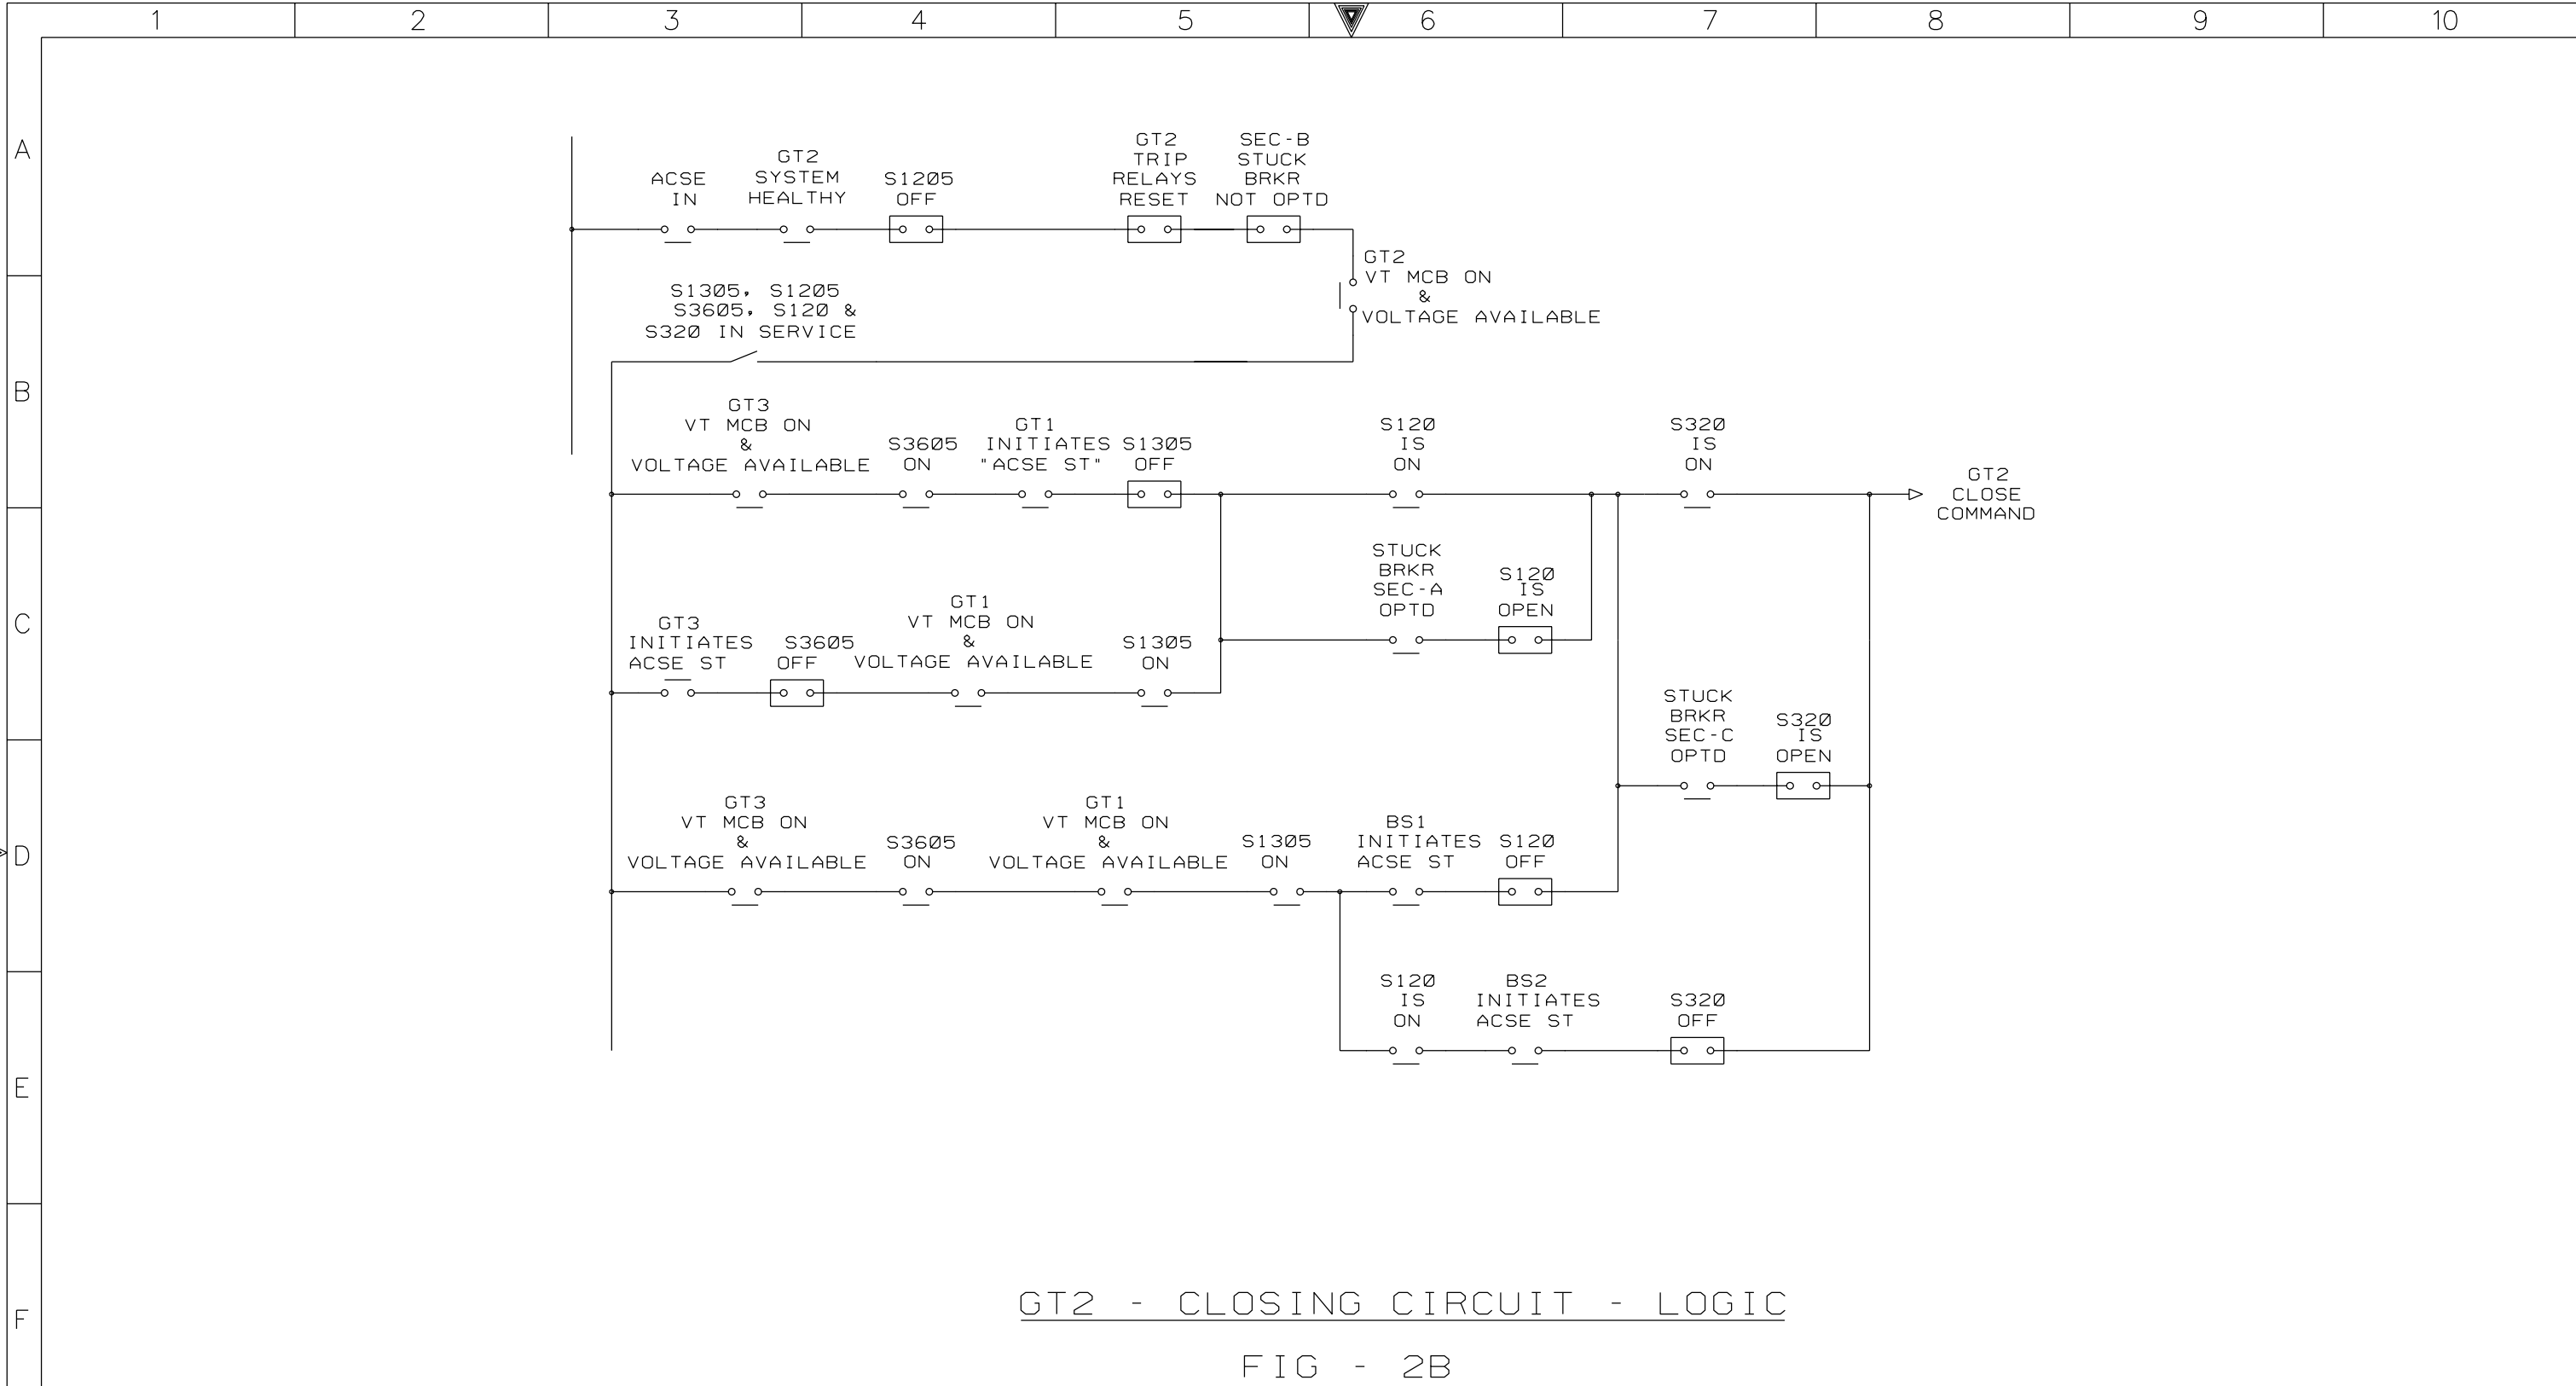 1 2 3 4 5 6 7 8 9 10
A
B
C
D
E
F
ACSE
IN
GT2
SYSTEM
HEALTHY
S1205
OFF
GT2
TRIP
RELAYS
RESET
SEC-B
STUCK
BRKR
NOT OPTD
GT2
VT MCB ON
&
VOLTAGE AVAILABLE
S1305, S1205
S3605, S120 &
S320 IN SERVICE
GT3
VT MCB ON
&
VOLTAGE AVAILABLE
S3605
ON
GT1
INITIATES
"ACSE ST"
S1305
OFF
S120
IS
ON
S320
IS
ON
GT2
CLOSE
COMMAND
STUCK
BRKR
SEC-A
OPTD
S120
IS
OPEN
GT3
INITIATES
ACSE ST
S3605
OFF
GT1
VT MCB ON
&
VOLTAGE AVAILABLE
S1305
ON
STUCK
BRKR
SEC-C
OPTD
S320
IS
OPEN
GT3
VT MCB ON
&
VOLTAGE AVAILABLE
S3605
ON
GT1
VT MCB ON
&
VOLTAGE AVAILABLE
S1305
ON
BS1
INITIATES
ACSE ST
S120
OFF
S120
IS
ON
BS2
INITIATES
ACSE ST
S320
OFF
GT2 - CLOSING CIRCUIT - LOGIC
FIG - 2B